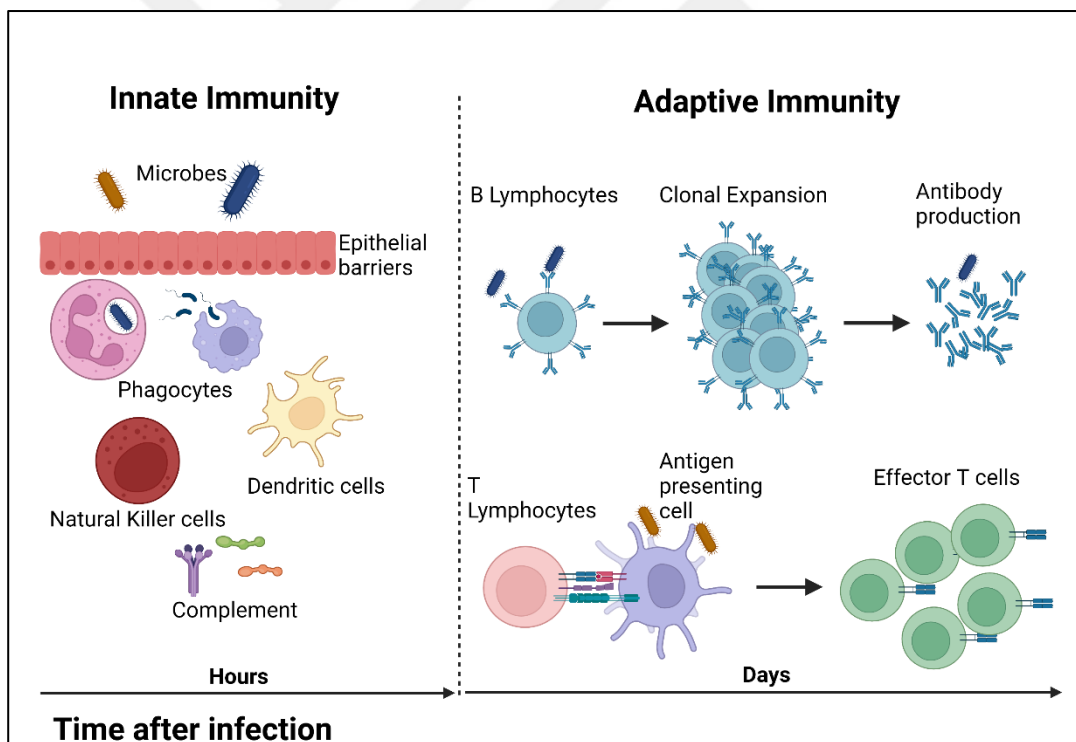 Innate Immunity
Adaptive Immunity
Microbes
Epithelial
barriers
Phagocytes
Dendritic cells
Natural Killer cells
Complement
B Lymphocytes
Clonal Expansion
Antibody
production
T
Lymphocytes
Antigen
presenting
cell
Effector T cells
Hours
Days
Time after infection